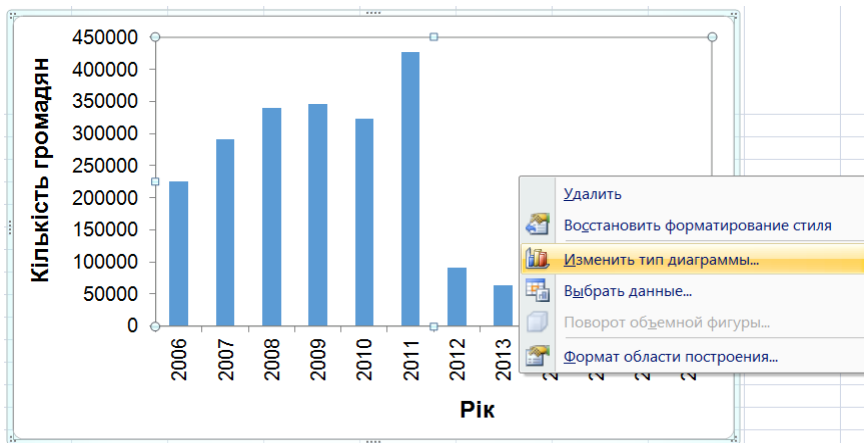 Кількість громадян
450000
400000
350000
300000
250000
200000
150000
100000
50000
0
2006
2007
2008
2009
2010
2011
2012
2013
Рік
Удалить
Восстановить форматирование стиля
Изменить тип диаграммы...
Выбрать данные...
Поворот объемной фигуры...
Формат области построения...